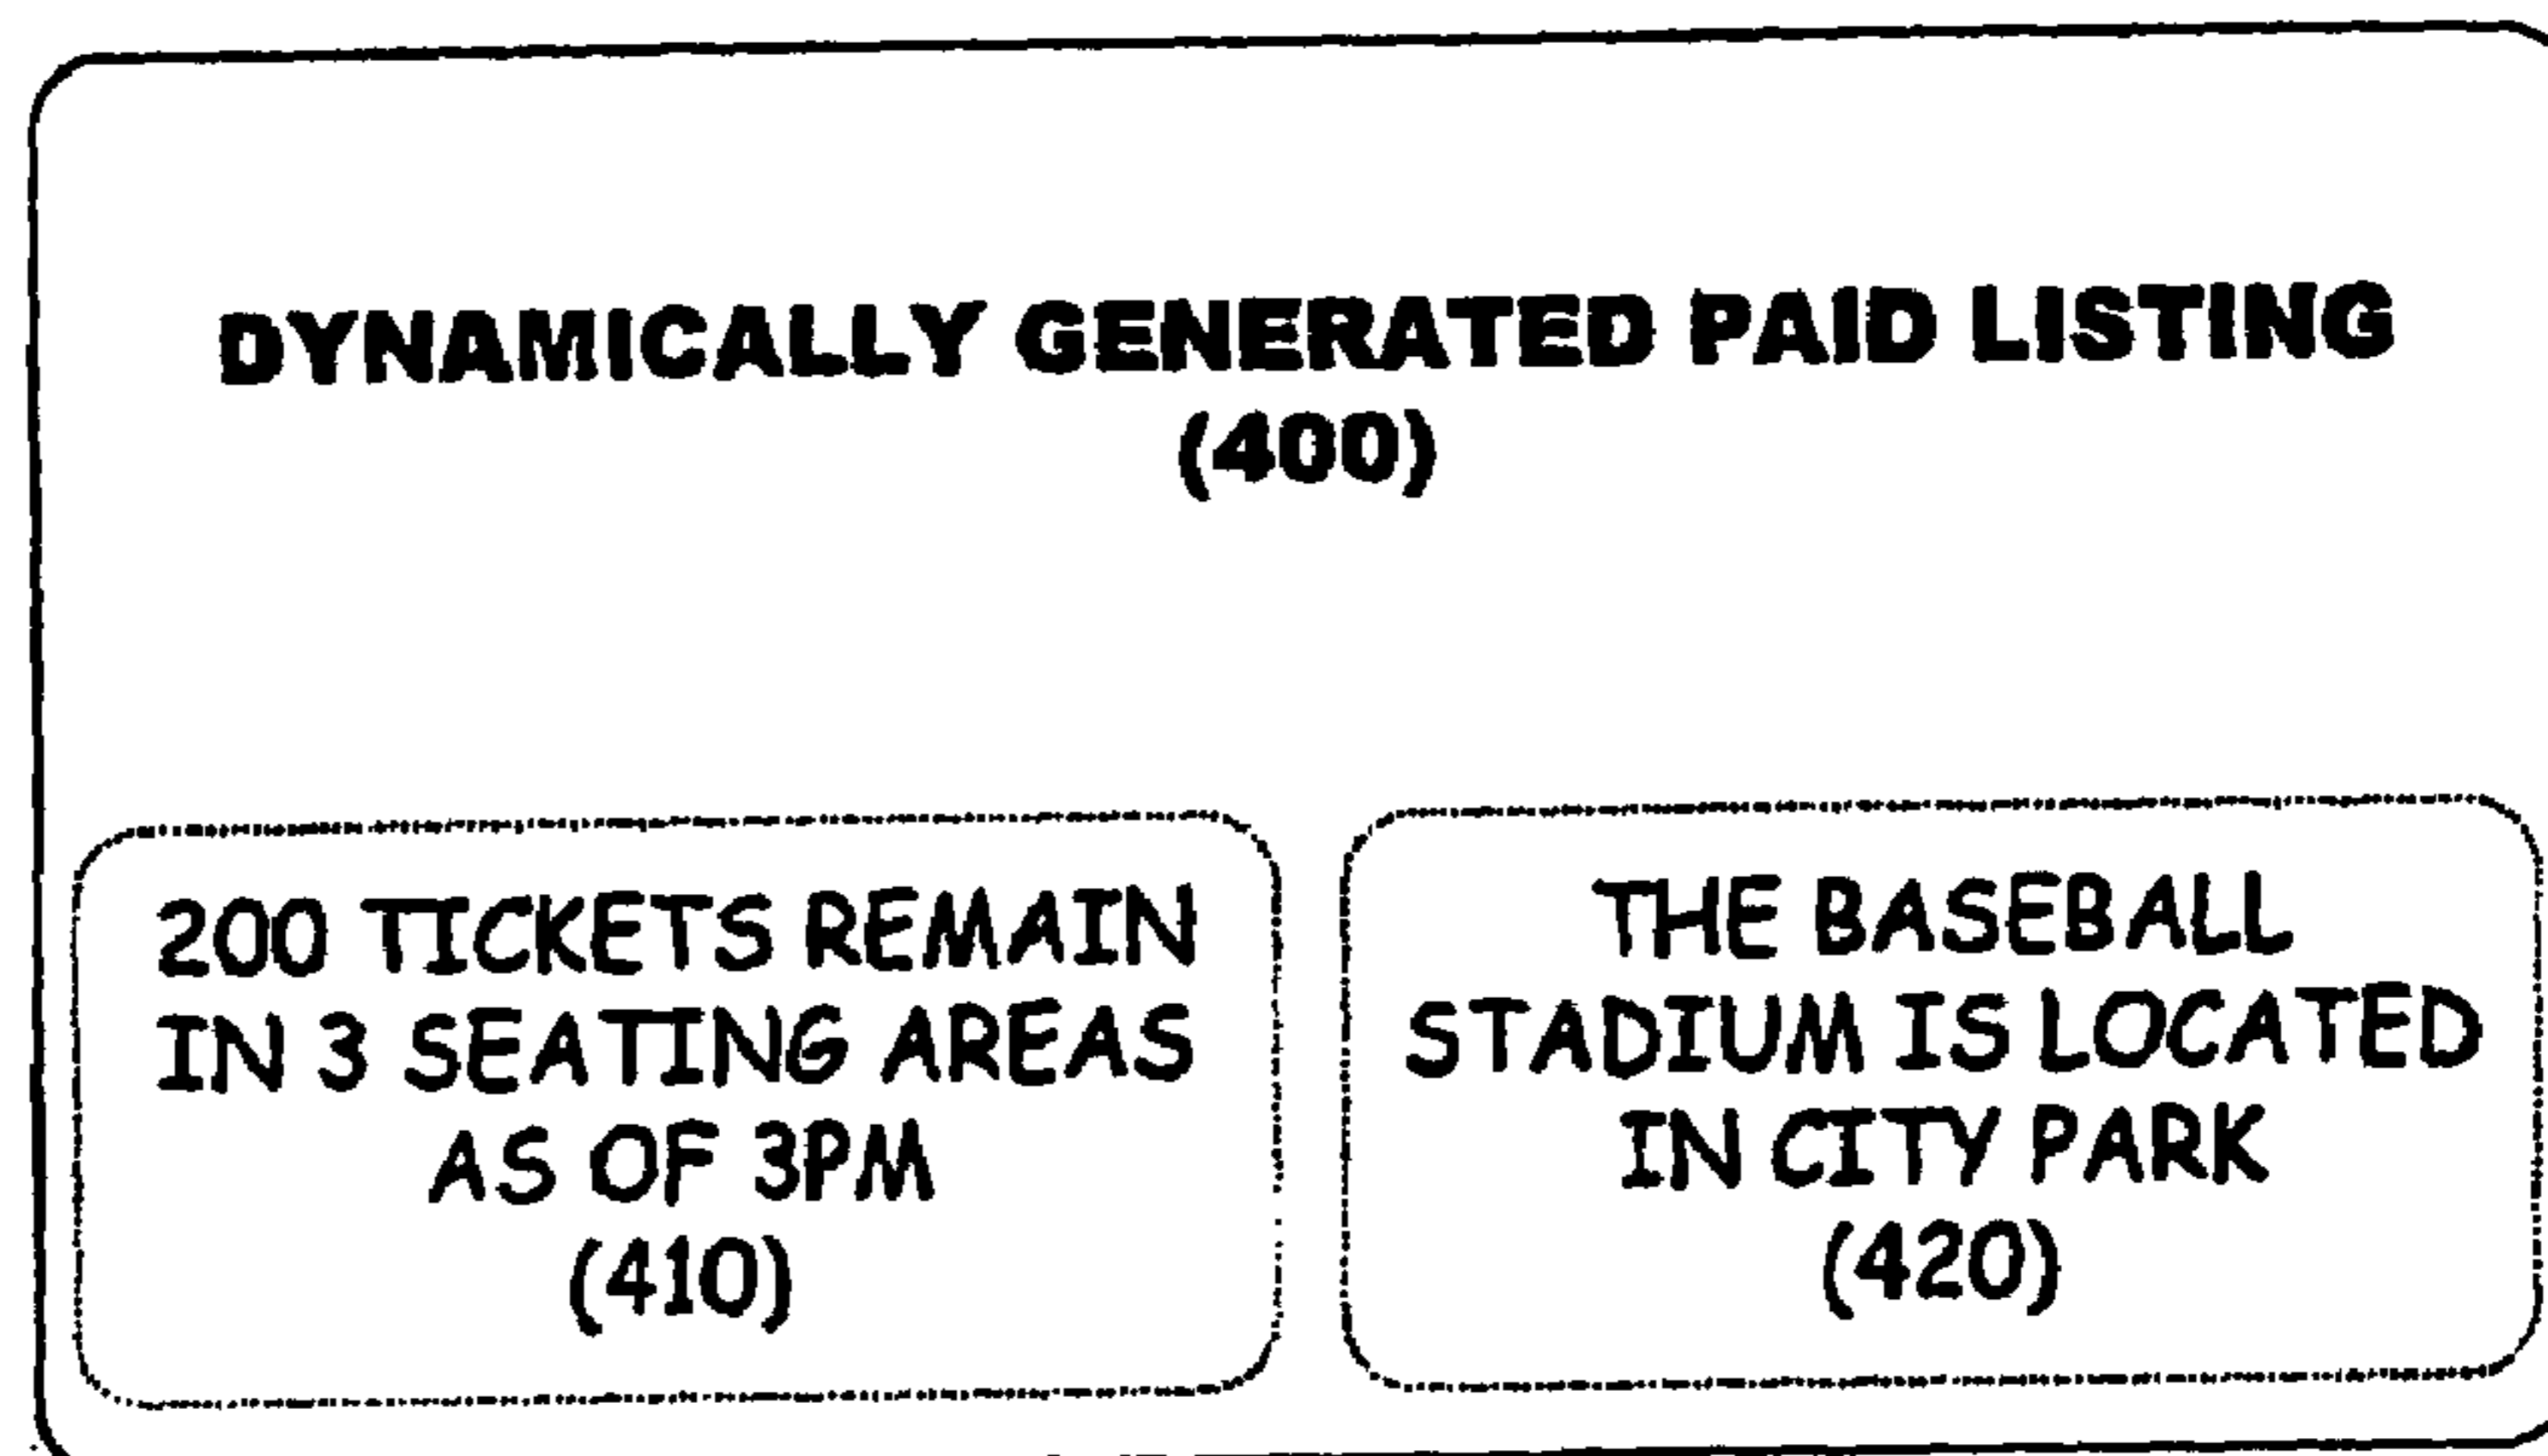 DYNAMICALLY GENERATED PAID LISTING
(400)
200 TICKETS REMAIN
IN 3 SEATING AREAS
AS OF 3PM
(410)
THE BASEBALL
STADIUM IS LOCATED
IN CITY PARK
(420)